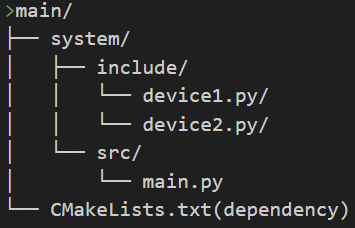 >main/
├── system/
│   ├── include/
│   │   └── device1.py/
│   │   └── device2.py/
│   └── src/
│       └── main.py
└── CMakeLists.txt(dependency)